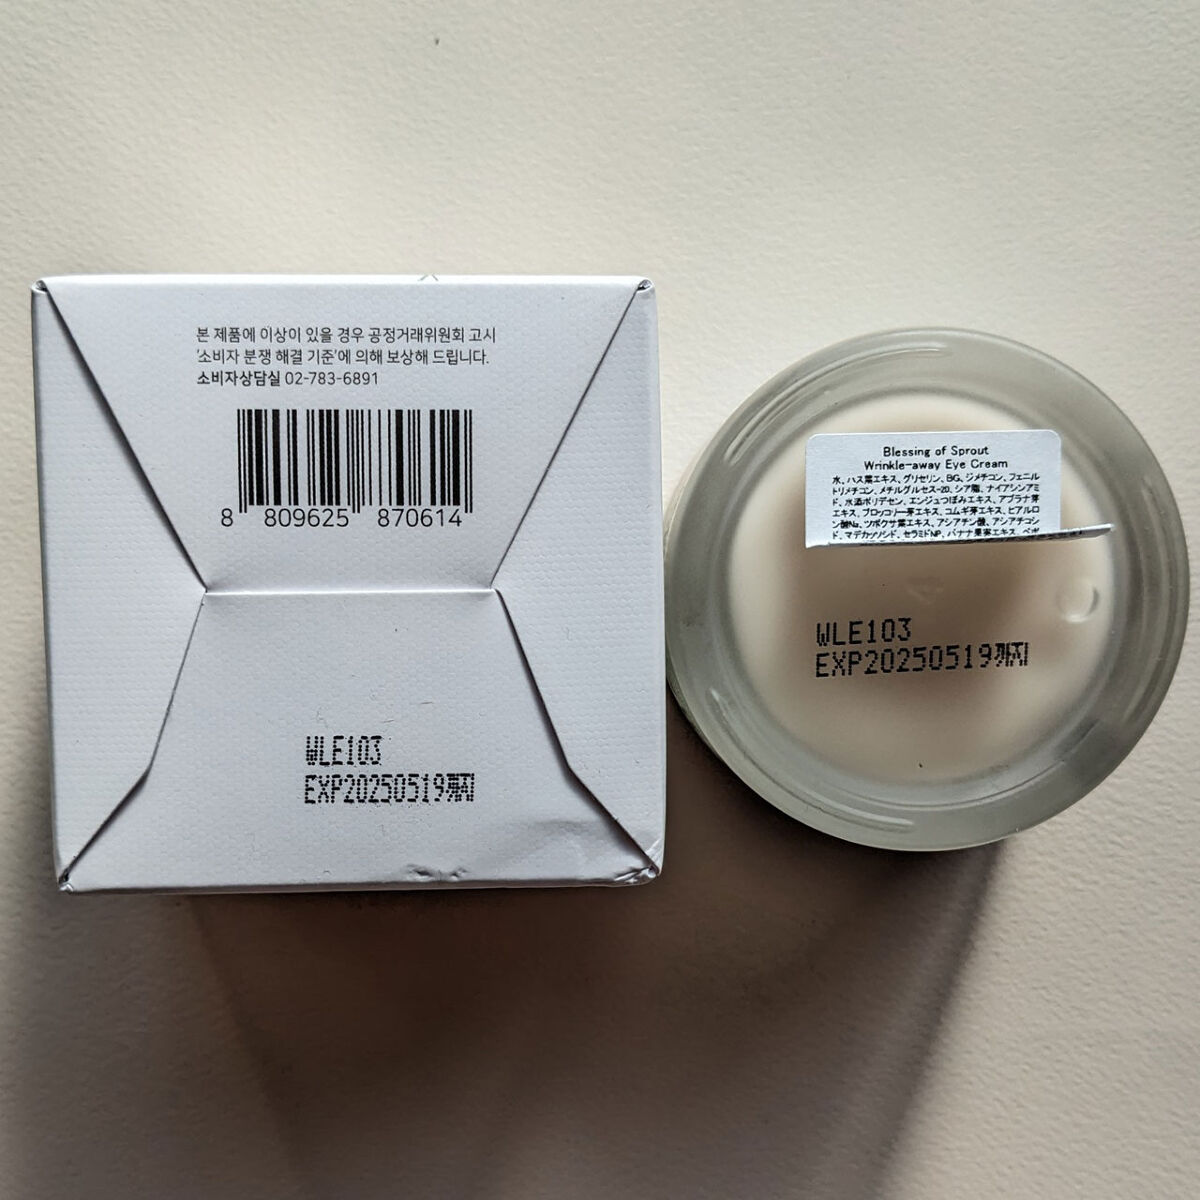 본 제품에 이상이 있을 경우 공정거래위원회 고시
'소비자 분쟁 해결 기준'에 의해 보상해 드립니다.
소비자상담실 02-783-6891
8 809625 870614
WLE103
EXP20250519까지
Blessing of Sprout
Wrinkle-away Eye Cream
水、ハス葉エキス、グリセリン、BG、ジメチコン、フェニル
トリメチコン、メチルグルセス-20、シア脂、ナイアシンアミ
ド、水添ポリデセン、エンジュつぼみエキス、アブラナ芽
エキス、ブロッコリー芽エキス、コムギ芽エキス、ヒアルロ
ン酸Na、ツボクサ葉エキス、アシアチン酸、アシアチコシ
ド、マデカッソシド、セラミドNP、バナナ果実エキス、
WLE103
EXP20250519까지